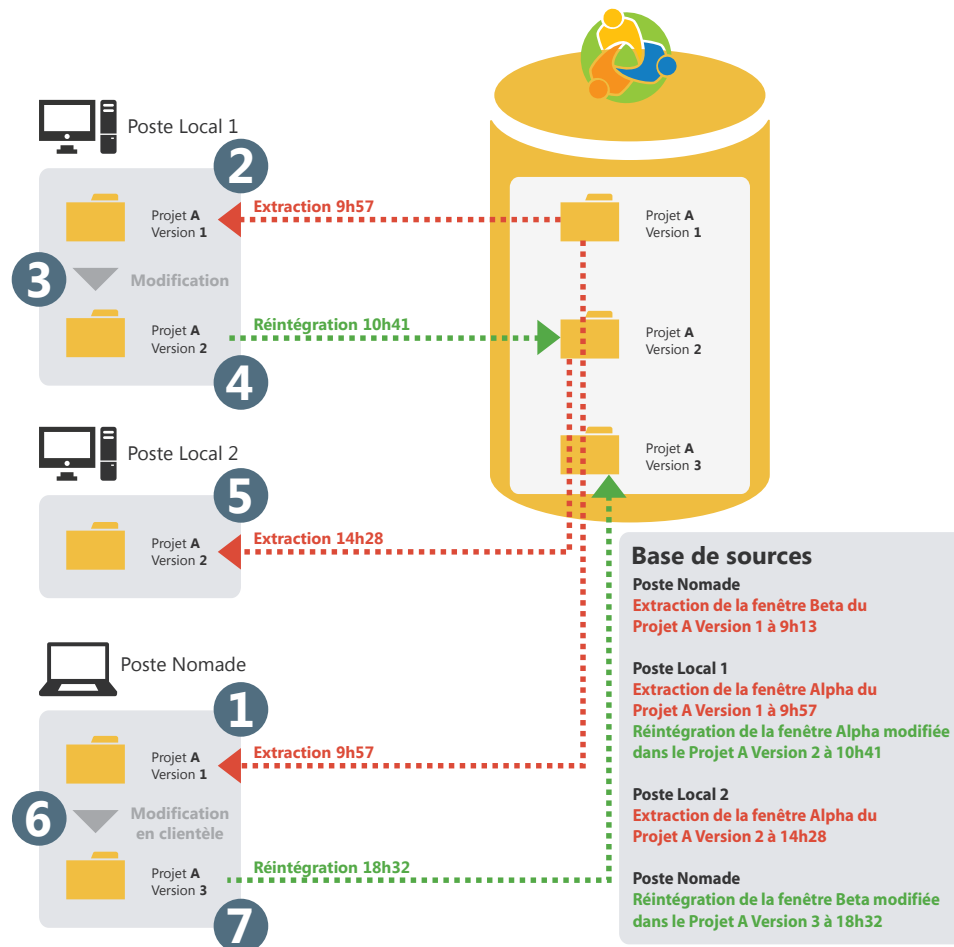 Poste Local 1
2
Extraction 9h57
Projet A
Version 1
Projet A
Version 1
3
Modification
Réintégration 10h41
Projet A
Version 2
Projet A
Version 2
4
Poste Local 2
Projet A
Version 3
5
Extraction 14h28
Projet A
Version 2
Poste Nomade
1
Extraction 9h57
Projet A
Version 1
6
Modification
en clientèle
Réintégration 18h32
Projet A
Version 3
7
Base de sources
Poste Nomade
Extraction de la fenêtre Beta du
Projet A Version 1 à 9h13
Poste Local 1
Extraction de la fenêtre Alpha du
Projet A Version 1 à 9h57
Réintégration de la fenêtre Alpha modifiée
dans le Projet A Version 2 à 10h41
Poste Local 2
Extraction de la fenêtre Alpha du
Projet A Version 2 à 14h28
Poste Nomade
Réintégration de la fenêtre Beta modifiée
dans le Projet A Version 3 à 18h32